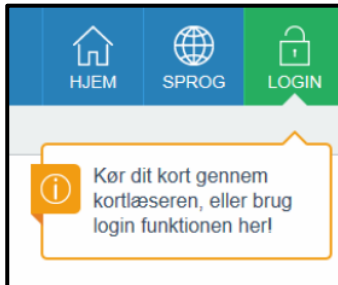 HJEM SPROG LOGIN
Kør dit kort gennem
kortlæseren, eller brug
login funktionen her!